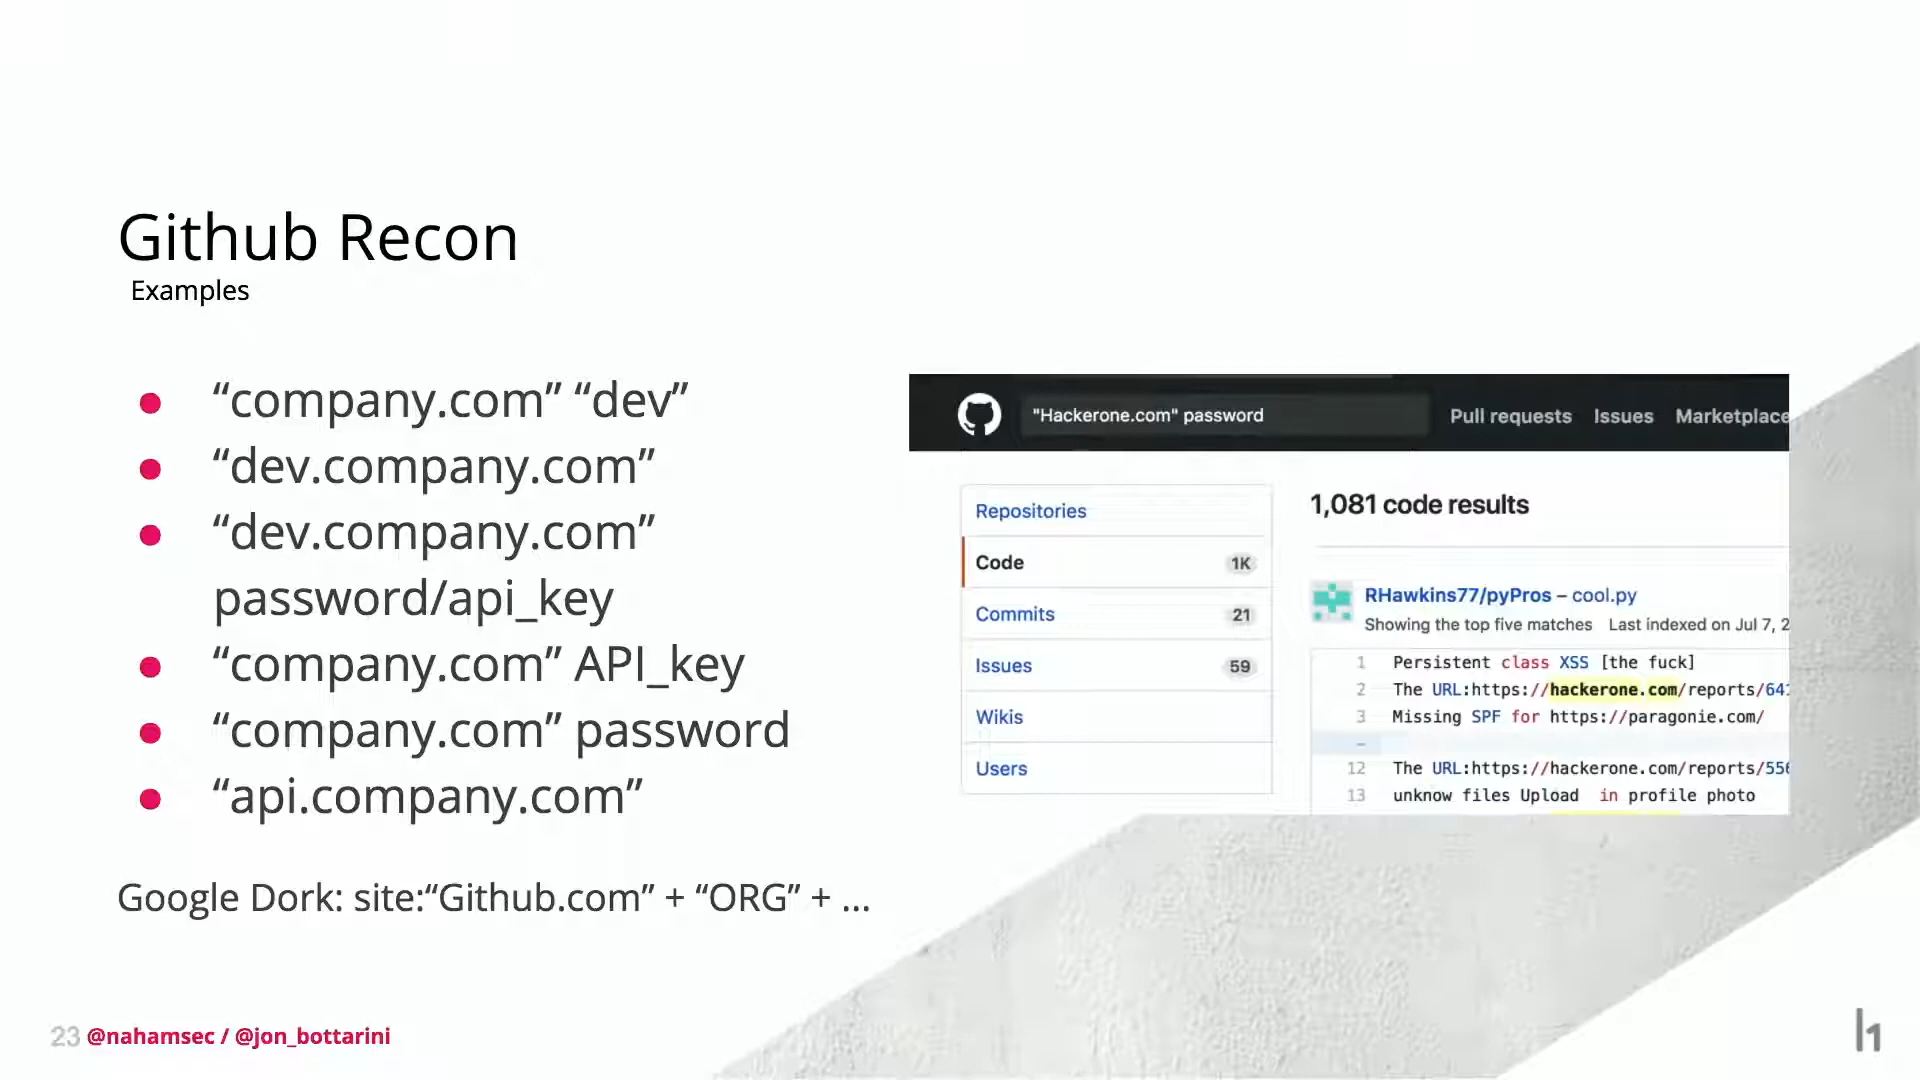 Github Recon
Examples
“company.com” “dev”
“dev.company.com”
“dev.company.com”
password/api_key
“company.com” API_key
“company.com” password
“api.company.com”
Google Dork: site:“Github.com” + “ORG” + ...
"Hackerone.com" password
Pull requests Issues Marketplace
Repositories
Code 1K
Commits 21
Issues 59
Wikis
Users
1,081 code results
RHawkins77/pyPros – cool.py
Showing the top five matches Last indexed on Jul 7, 2
1 Persistent class XSS [the fuck]
2 The URL:https://hackerone.com/reports/641
3 Missing SPF for https://paragonie.com/
12 The URL:https://hackerone.com/reports/556
13 unknow files Upload in profile photo
23 @nahamsec / @jon_bottarini
h1